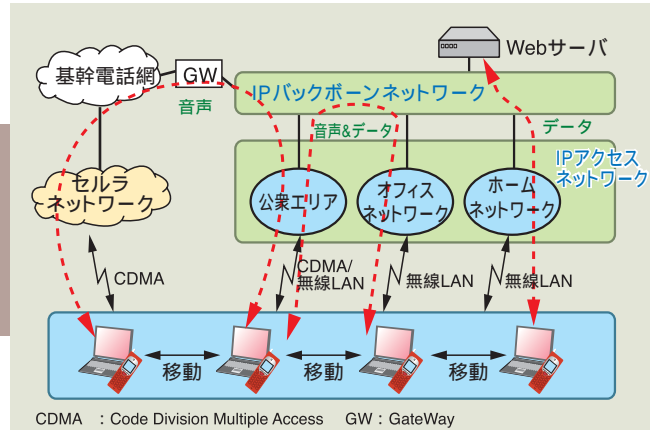 Webサーバ
基幹電話網
GW
音声
IPバックボーンネットワーク
音声&データ
データ
IPアクセス
ネットワーク
セルラ
ネットワーク
公衆エリア
オフィス
ネットワーク
ホーム
ネットワーク
CDMA
CDMA/
無線LAN
無線LAN
無線LAN
移動
移動
移動
CDMA ：Code Division Multiple Access GW：GateWay